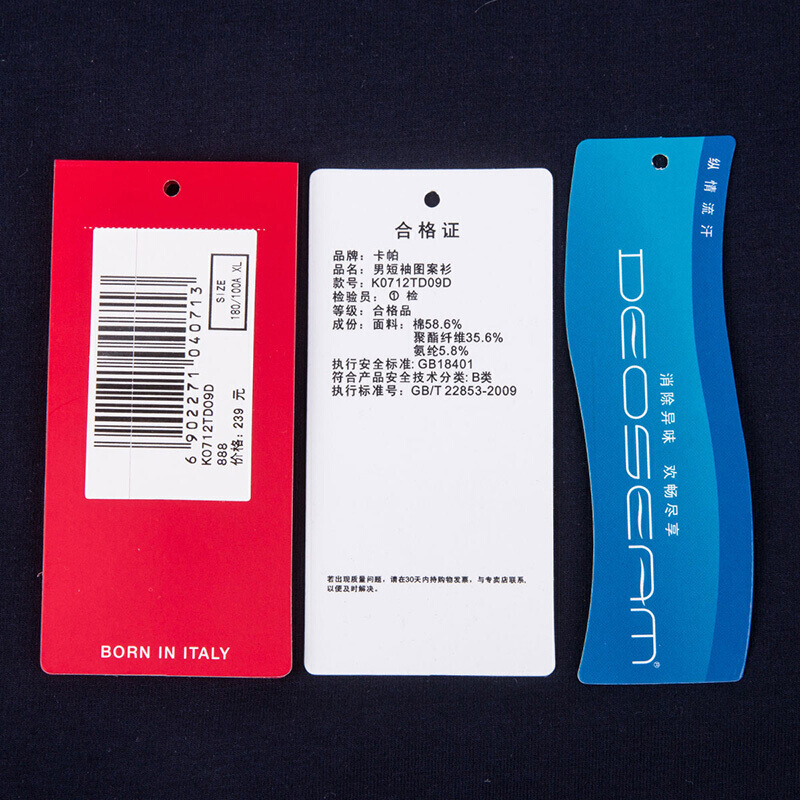 SIZE
180/100A XL
6 902271 040713
K0712TD09D
888
价格: 239 元
BORN IN ITALY
合格证
品牌: 卡帕
品名: 男短袖图案衫
款号: K0712TD09D
检验员: ① 检
等级: 合格品
成份: 面料: 棉58.6%
聚酯纤维35.6%
氨纶5.8%
执行安全标准: GB18401
符合产品安全技术分类: B类
执行标准号: GB/T 22853-2009
若出现质量问题，请在30天内持购物发票，与专卖店联系,
以便及时解决。
纵情流汗
DEOSEAM®
消除异味 欢畅尽享